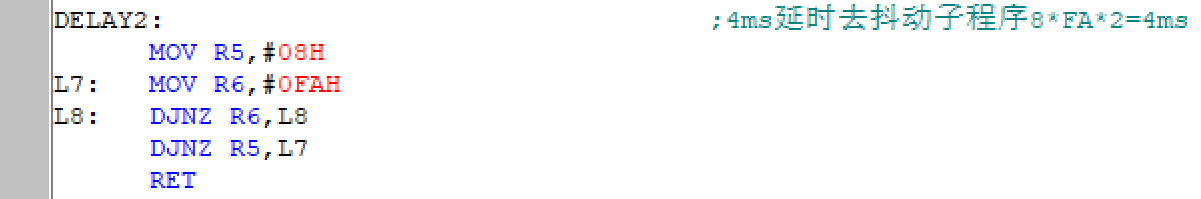 DELAY2: ;4ms延时去抖动子程序8*FA*2=4ms
MOV R5,#08H
L7: MOV R6,#0FAH
L8: DJNZ R6,L8
DJNZ R5,L7
RET